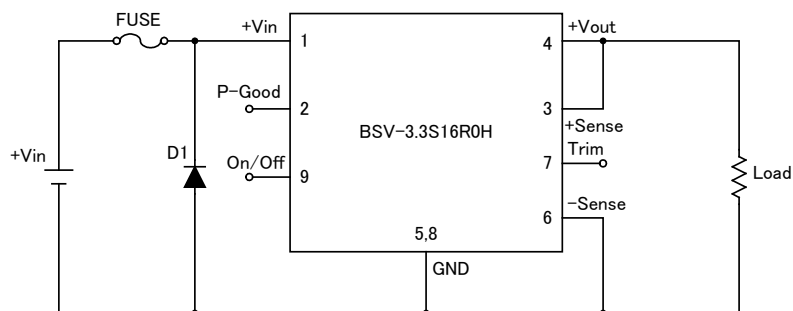 FUSE
+Vin
1
4
+Vout
P-Good
2
3
BSV-3.3S16R0H
+Sense
+Vin
D1
On/Off
9
7
Trim
Load
6
-Sense
5,8
GND